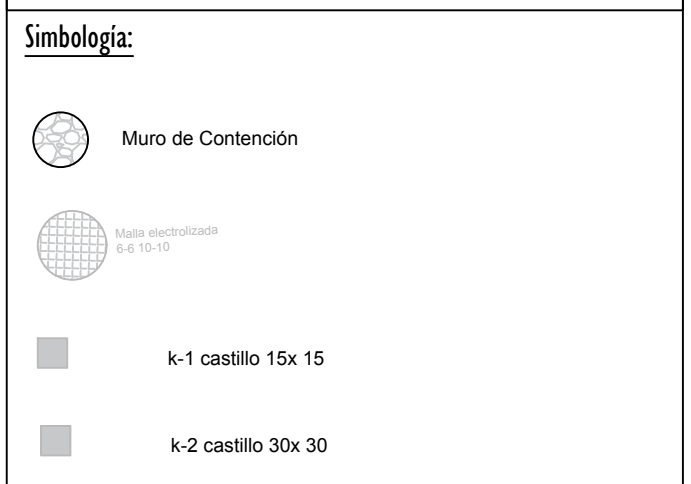 Simbología:
Muro de Contención
Malla electrolizada
6-6 10-10
k-1 castillo 15x 15
k-2 castillo 30x 30